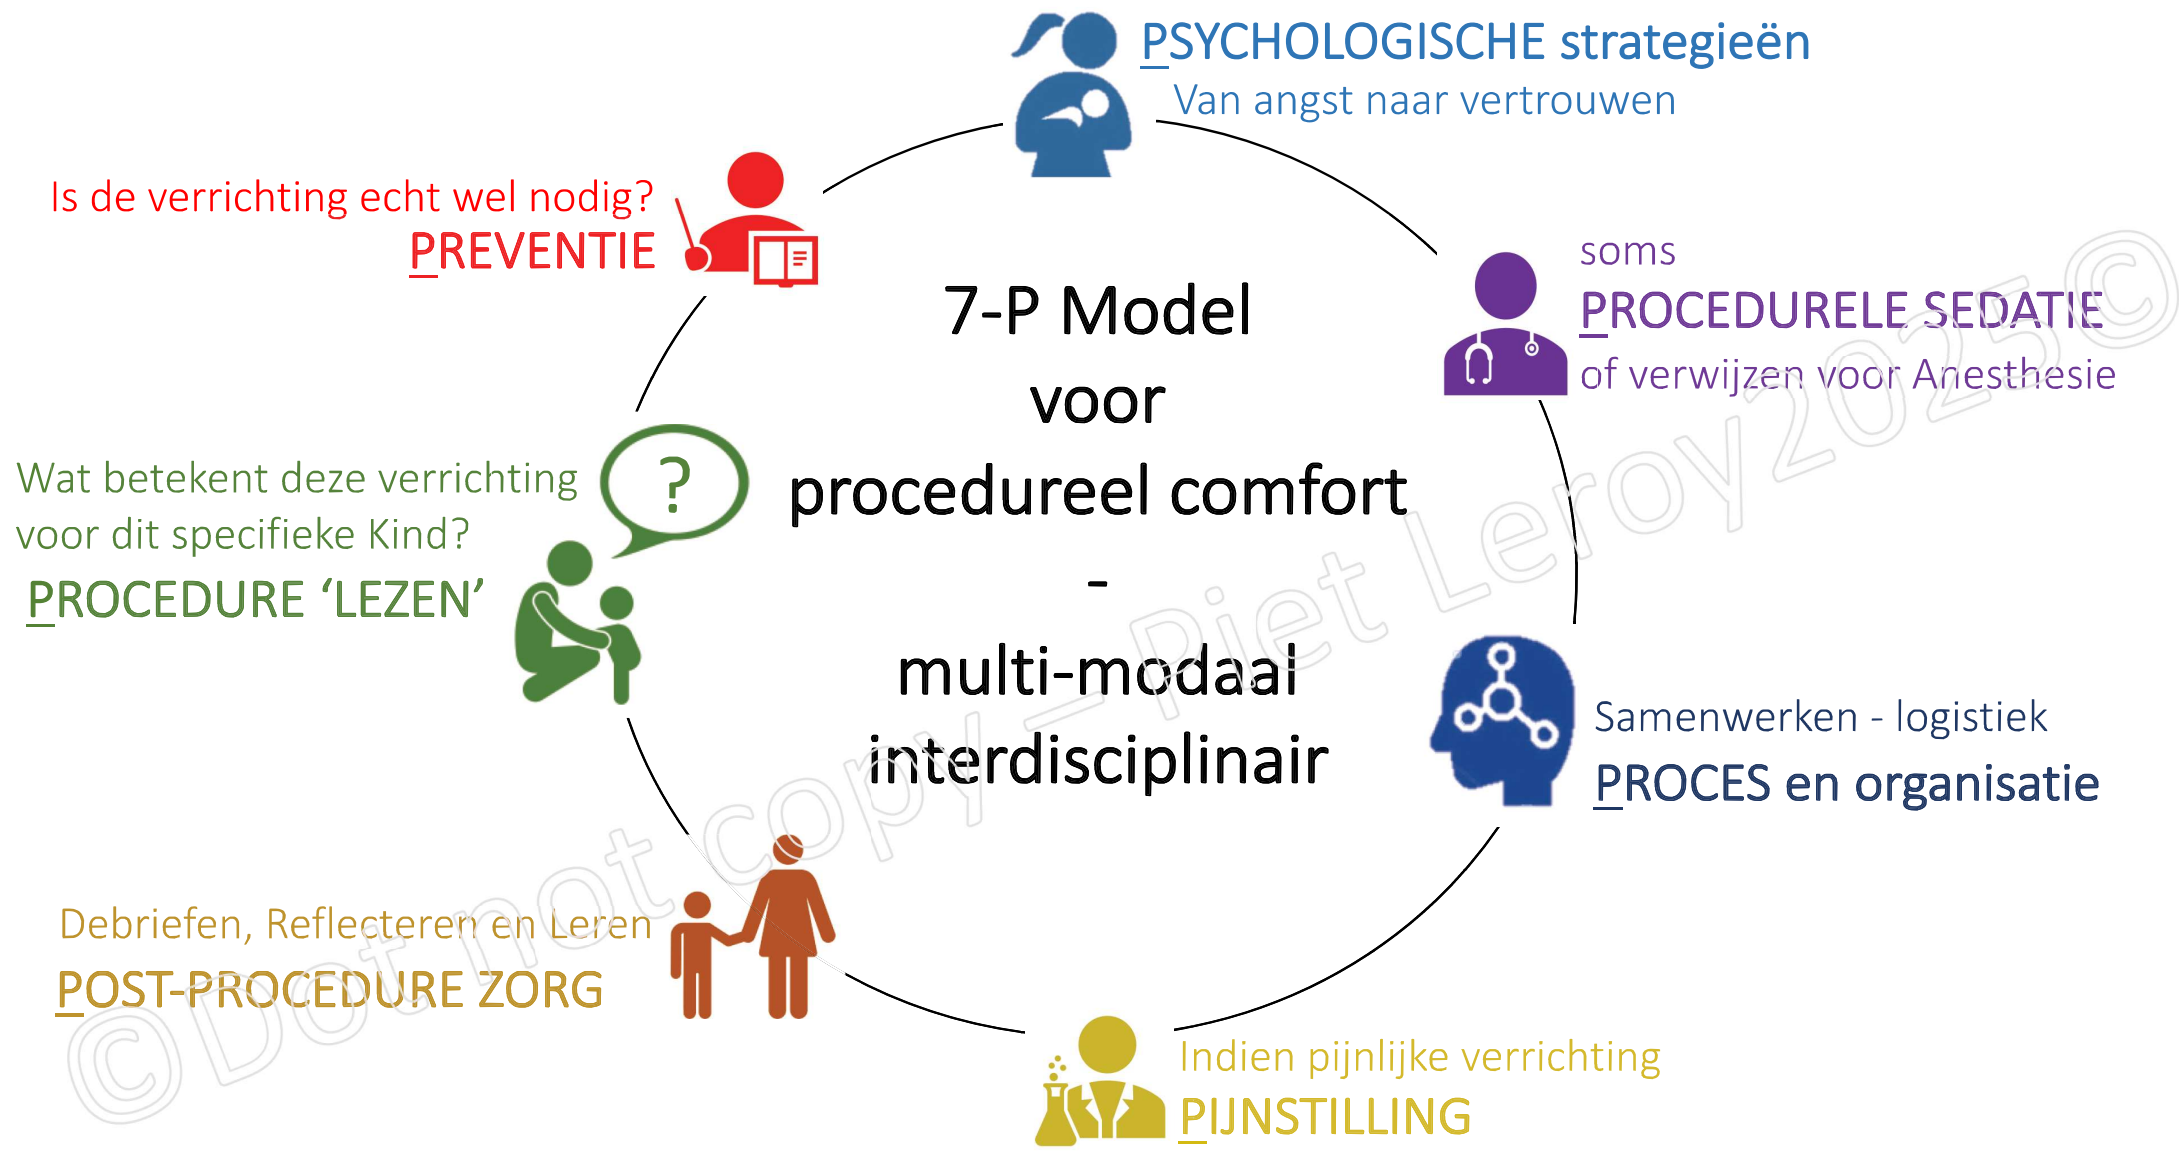 PSYCHOLOGISCHE strategieën
Van angst naar vertrouwen
Is de verrichting echt wel nodig?
PREVENTIE
soms
PROCEDURELE SEDATIE
of verwijzen voor Anesthesie
7-P Model
voor
procedureel comfort
-
multi-modaal
interdisciplinair
Wat betekent deze verrichting
voor dit specifieke Kind?
PROCEDURE ‘LEZEN’
?
Samenwerken - logistiek
PROCES en organisatie
Debriefen, Reflecteren en Leren
POST-PROCEDURE ZORG
Indien pijnlijke verrichting
PIJNSTILLING
©Dot not copy – Piet Leroy2025©